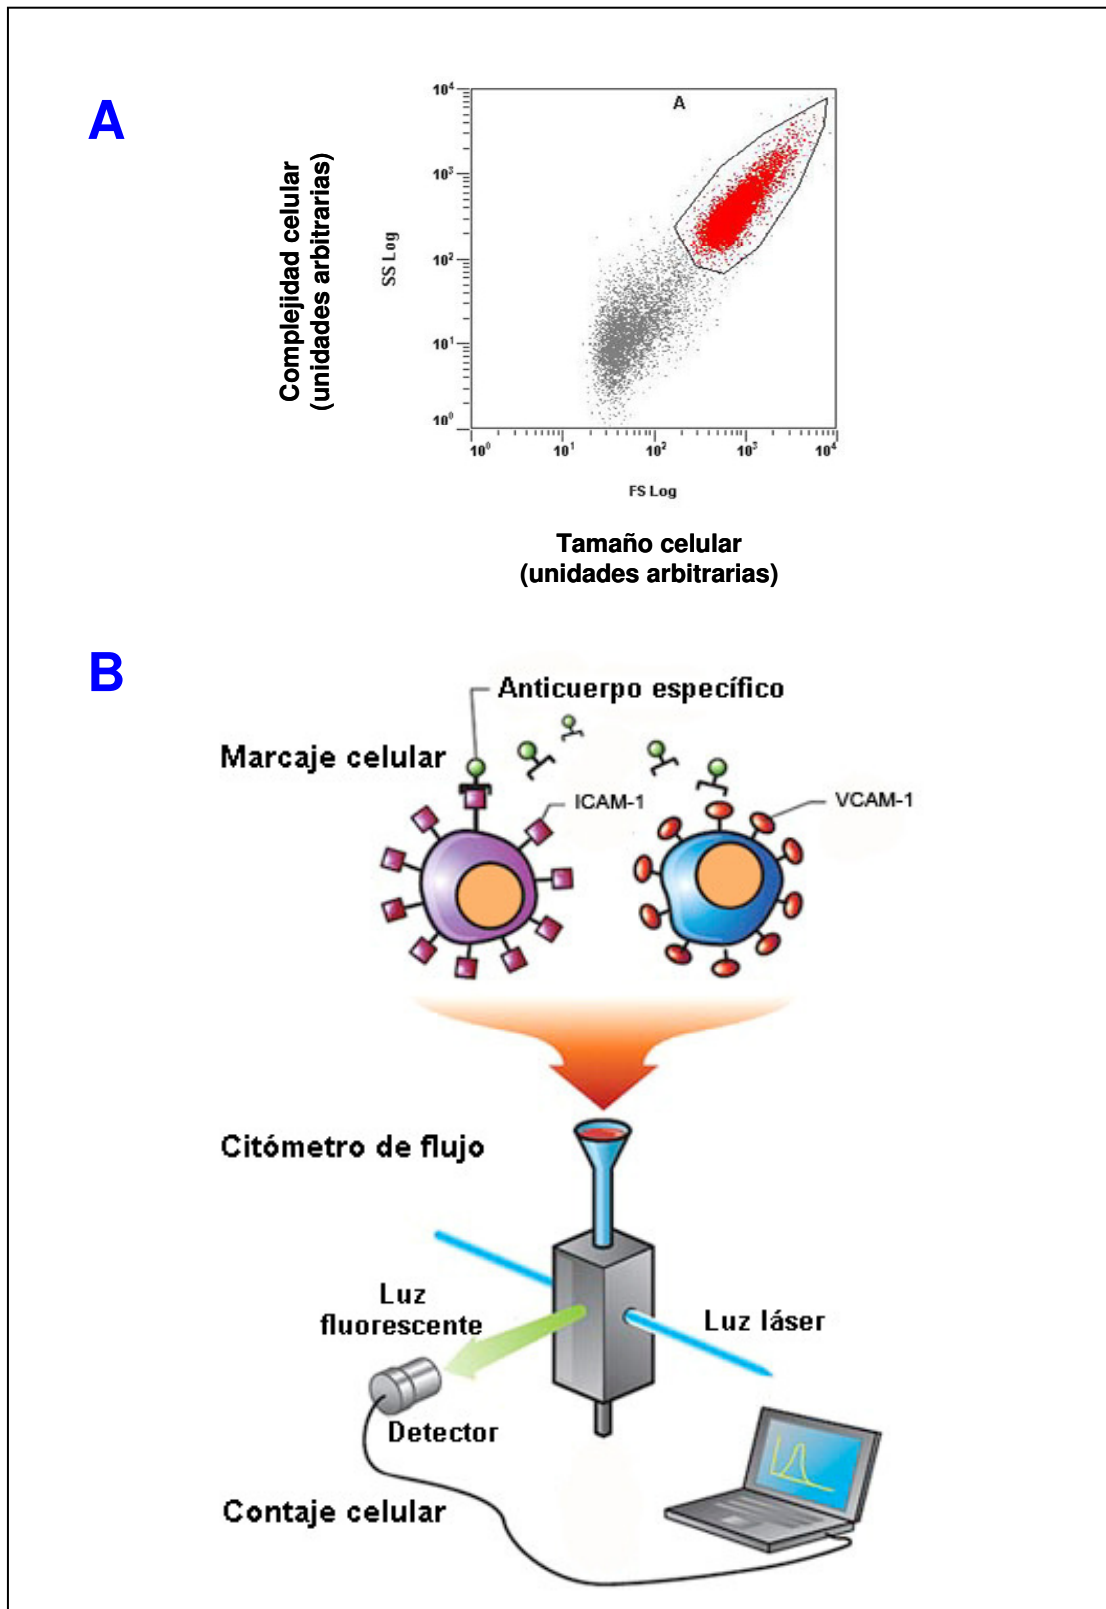 A
Complejidad celular
(unidades arbitrarias)
SS Log
10⁴
10³
10²
10¹
10⁰
A
10⁰ 10¹ 10² 10³ 10⁴
FS Log
Tamaño celular
(unidades arbitrarias)
B
Anticuerpo específico
Marcaje celular
ICAM-1
VCAM-1
Citómetro de flujo
Luz
fluorescente
Luz láser
Detector
Contaje celular